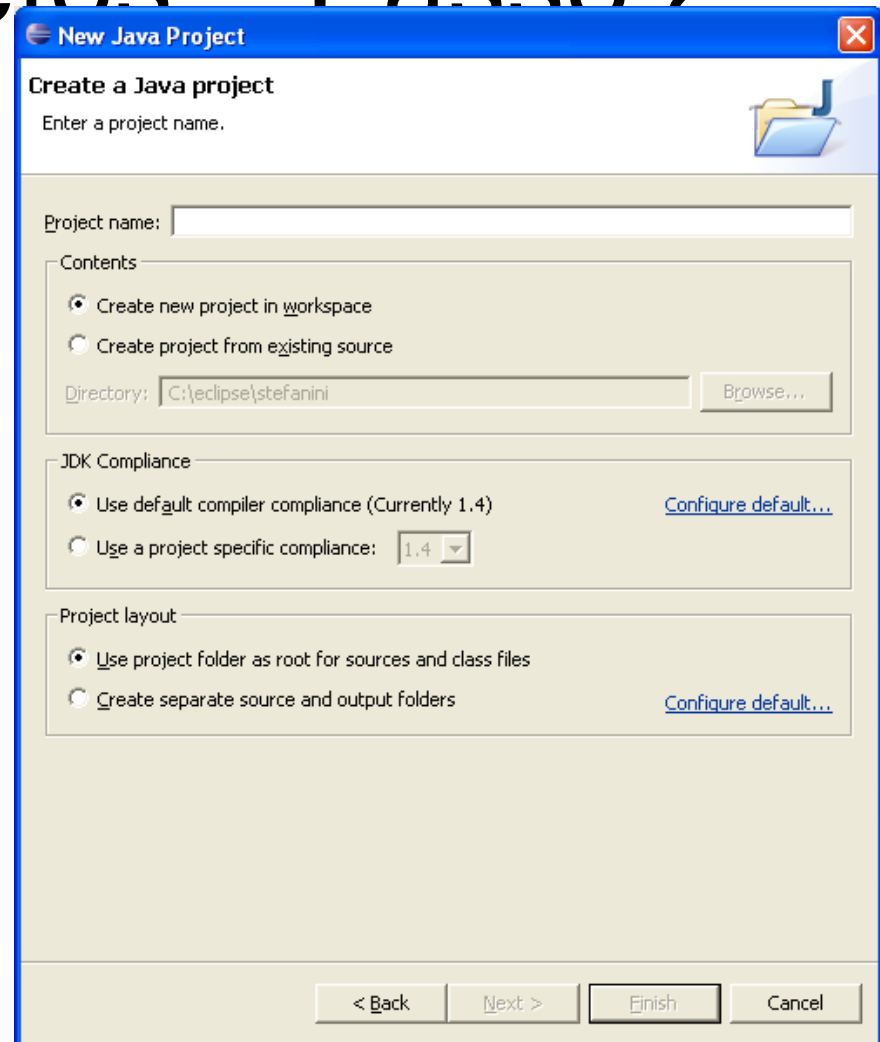 New Java Project
Create a Java project
Enter a project name.
Project name:
Contents
Create new project in workspace
Create project from existing source
Directory: C:\eclipse\stefanini Browse...
JDK Compliance
Use default compiler compliance (Currently 1.4) Configure default...
Use a project specific compliance: 1.4
Project layout
Use project folder as root for sources and class files
Create separate source and output folders Configure default...
< Back Next > Finish Cancel